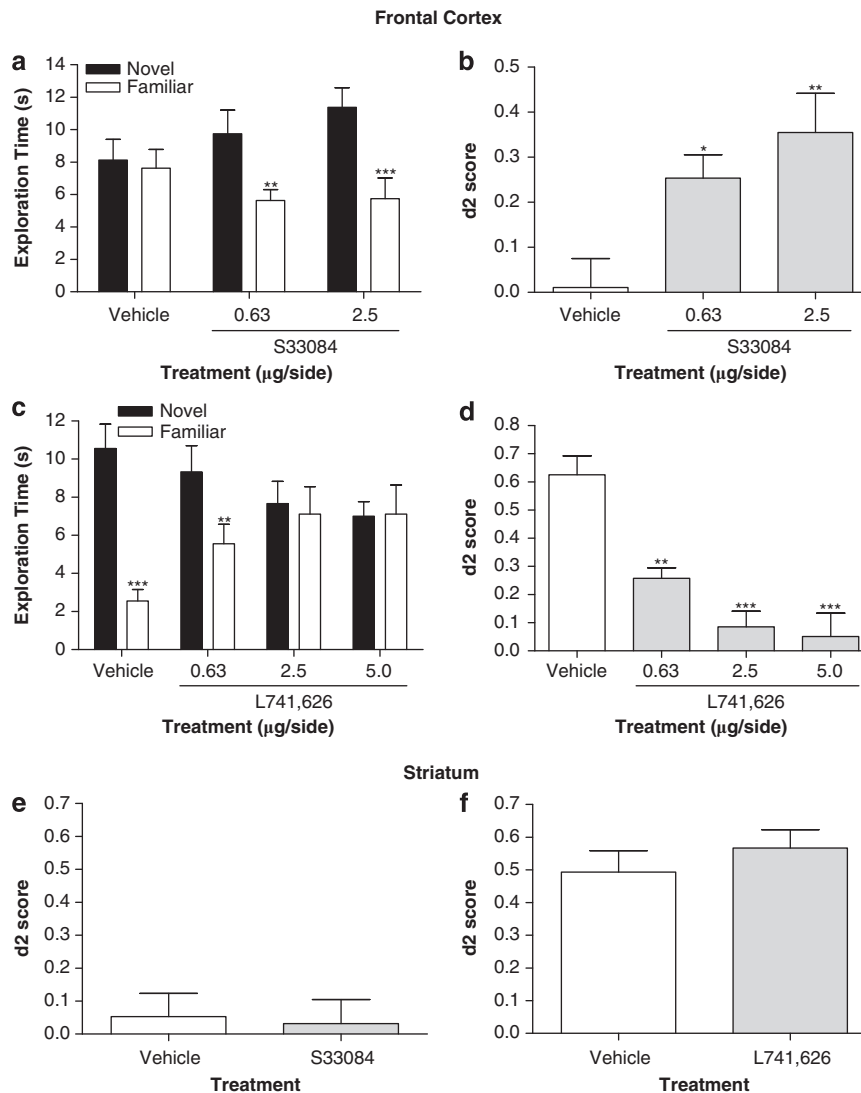 Frontal Cortex
a
Novel
Familiar
Exploration Time (s)
14
12
10
8
6
4
2
0
**
***
Vehicle
0.63
2.5
S33084
Treatment (μg/side)
b
d2 score
0.5
0.4
0.3
0.2
0.1
0.0
*
**
Vehicle
0.63
2.5
S33084
Treatment (μg/side)
c
Novel
Familiar
Exploration Time (s)
12
10
8
6
4
2
0
***
**
Vehicle
0.63
2.5
5.0
L741,626
Treatment (μg/side)
d
d2 score
0.8
0.7
0.6
0.5
0.4
0.3
0.2
0.1
0.0
**
***
***
Vehicle
0.63
2.5
5.0
L741,626
Treatment (μg/side)
Striatum
e
d2 score
0.7
0.6
0.5
0.4
0.3
0.2
0.1
0.0
Vehicle
S33084
Treatment
f
d2 score
0.7
0.6
0.5
0.4
0.3
0.2
0.1
0.0
Vehicle
L741,626
Treatment